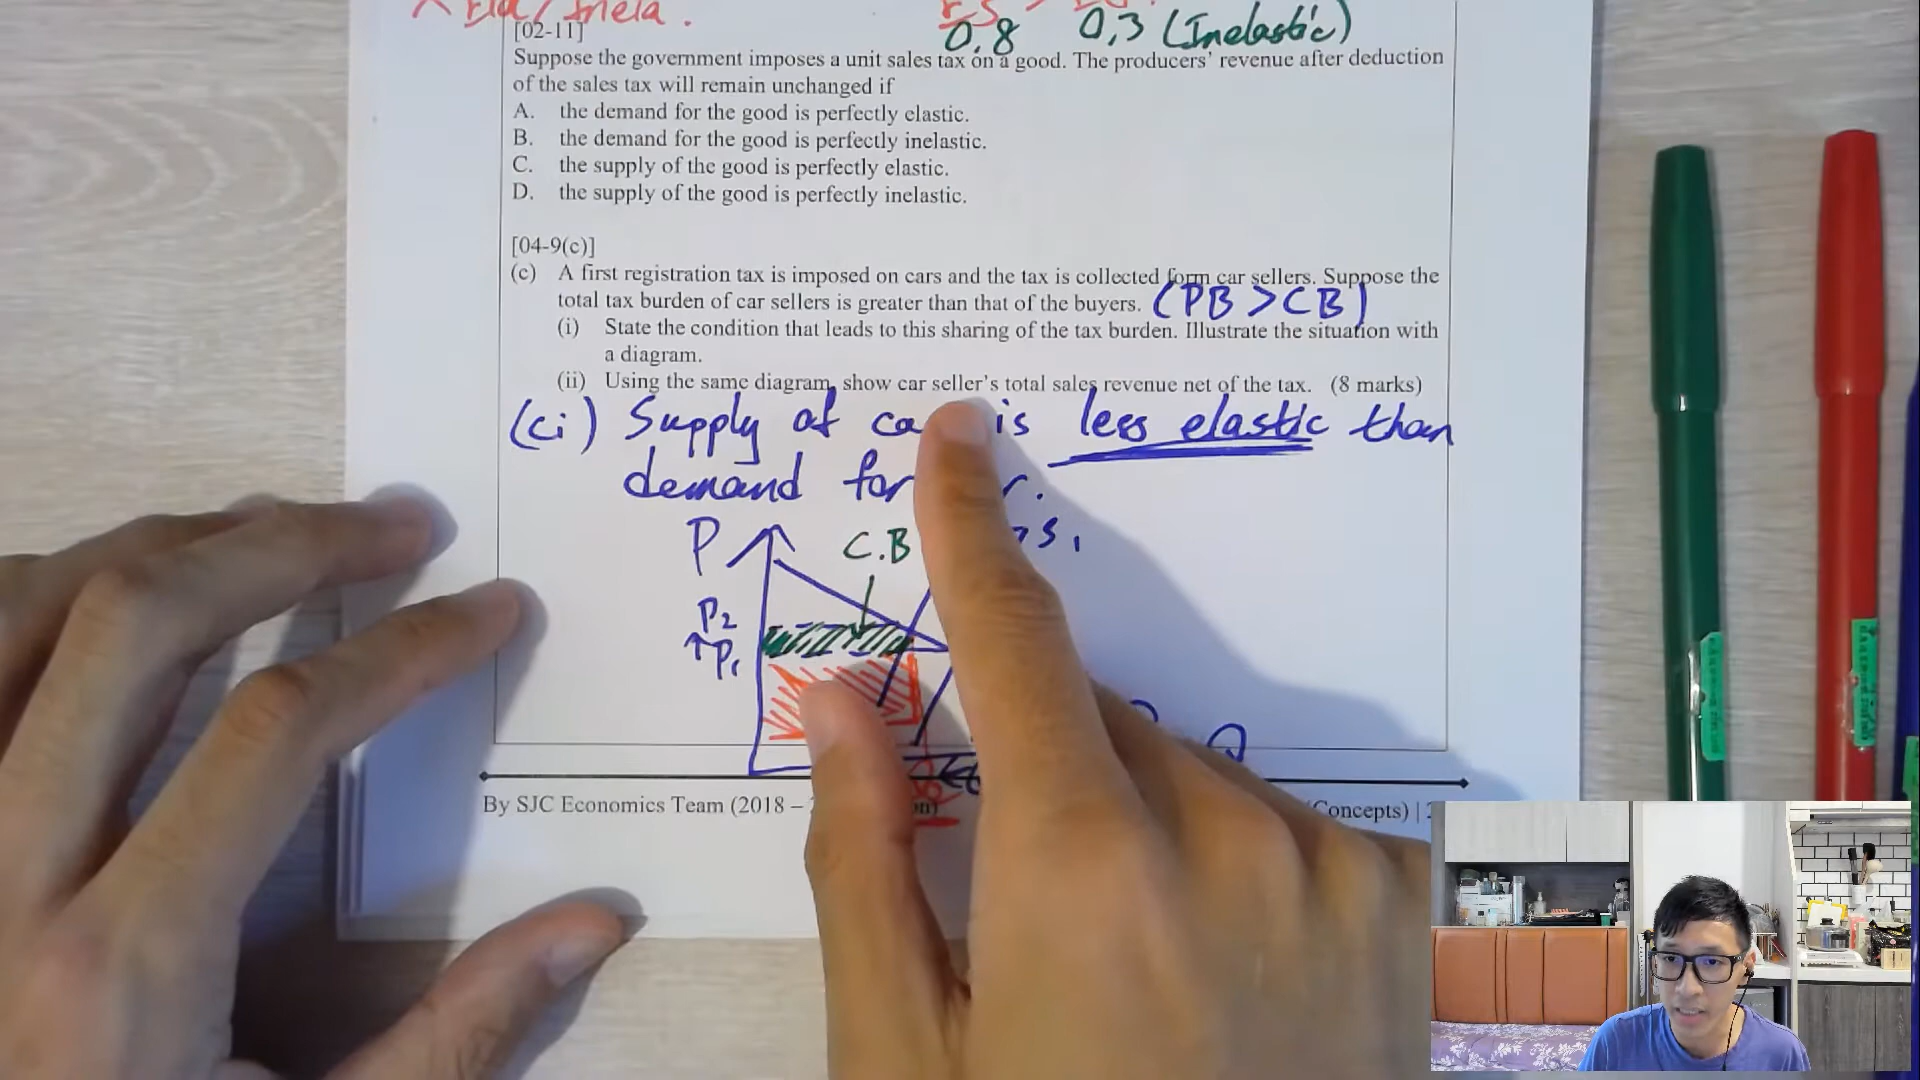 Ela/Inela.
0.8 0,3 (Inelastic)
[02-11]
Suppose the government imposes a unit sales tax on a good. The producers' revenue after deduction
of the sales tax will remain unchanged if
A. the demand for the good is perfectly elastic.
B. the demand for the good is perfectly inelastic.
C. the supply of the good is perfectly elastic.
D. the supply of the good is perfectly inelastic.
[04-9(c)]
(c) A first registration tax is imposed on cars and the tax is collected form car sellers. Suppose the
total tax burden of car sellers is greater than that of the buyers. (PB > CB)
(i) State the condition that leads to this sharing of the tax burden. Illustrate the situation with
a diagram.
(ii) Using the same diagram, show car seller's total sales revenue net of the tax. (8 marks)
(ci) Supply of ca is less elastic than
demand for r.
P C.B S1
P2
↑P1
Q
By SJC Economics Team (2018 – on) Concepts) |